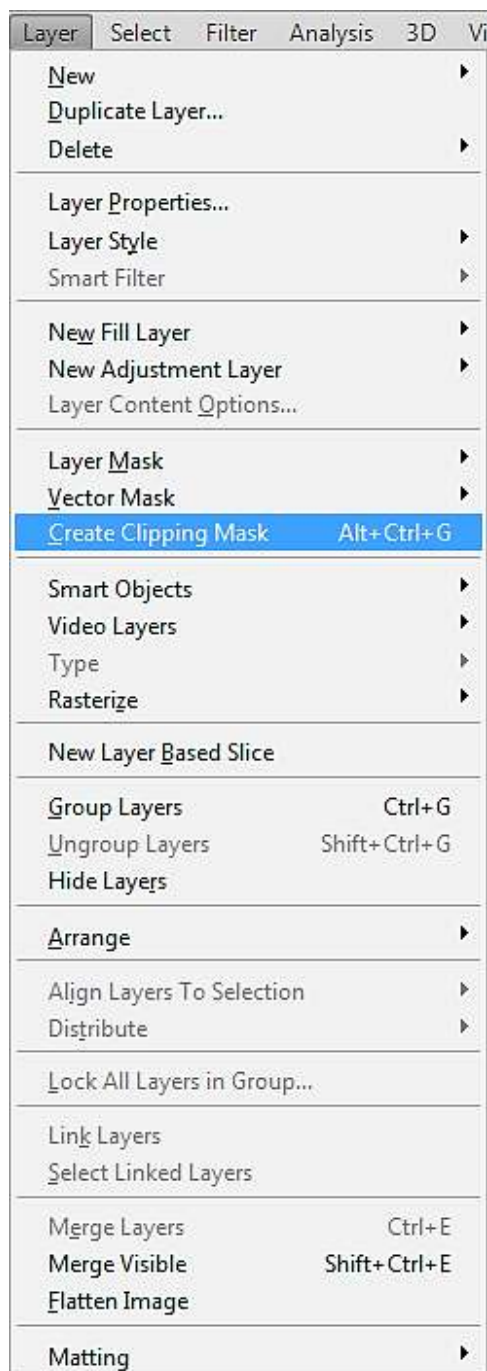 Layer Select Filter Analysis 3D Vi
New
Duplicate Layer...
Delete
Layer Properties...
Layer Style
Smart Filter
New Fill Layer
New Adjustment Layer
Layer Content Options...
Layer Mask
Vector Mask
Create Clipping Mask Alt+Ctrl+G
Smart Objects
Video Layers
Type
Rasterize
New Layer Based Slice
Group Layers Ctrl+G
Ungroup Layers Shift+Ctrl+G
Hide Layers
Arrange
Align Layers To Selection
Distribute
Lock All Layers in Group...
Link Layers
Select Linked Layers
Merge Layers Ctrl+E
Merge Visible Shift+Ctrl+E
Flatten Image
Matting